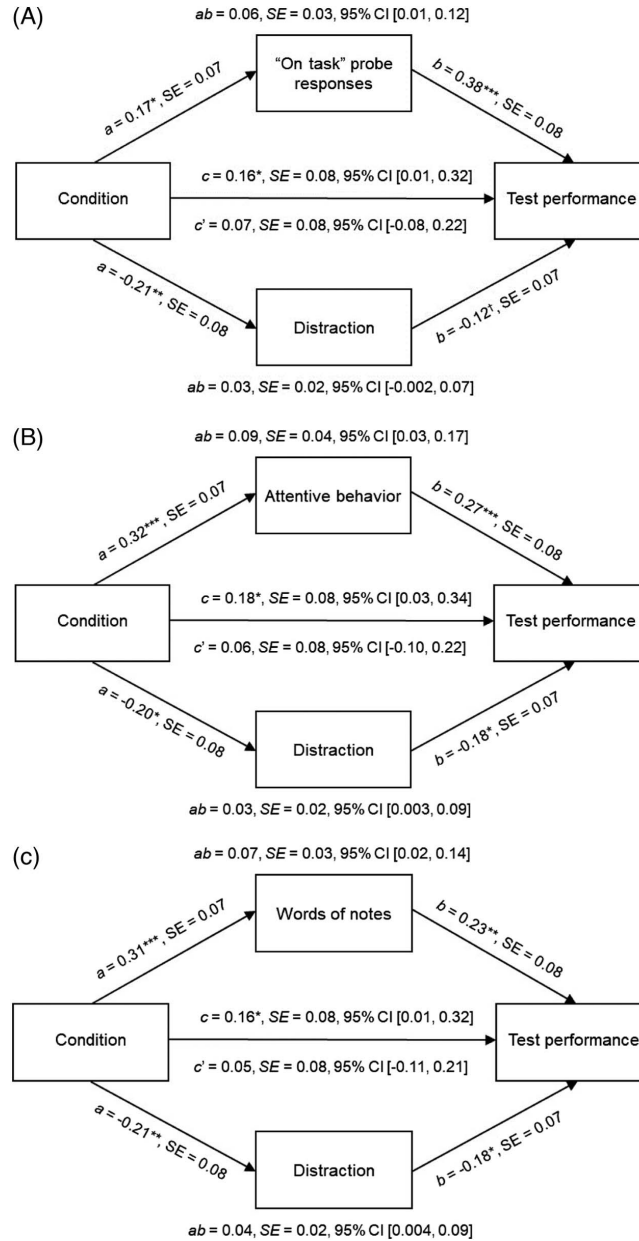 (A)
ab = 0.06, SE = 0.03, 95% CI [0.01, 0.12]
a = 0.17*, SE = 0.07
“On task” probe
responses
b = 0.38***, SE = 0.08
Condition
c = 0.16*, SE = 0.08, 95% CI [0.01, 0.32]
c’ = 0.07, SE = 0.08, 95% CI [-0.08, 0.22]
Test performance
a = -0.21**, SE = 0.08
Distraction
b = -0.12†, SE = 0.07
ab = 0.03, SE = 0.02, 95% CI [-0.002, 0.07]
(B)
ab = 0.09, SE = 0.04, 95% CI [0.03, 0.17]
a = 0.32***, SE = 0.07
Attentive behavior
b = 0.27***, SE = 0.08
Condition
c = 0.18*, SE = 0.08, 95% CI [0.03, 0.34]
c’ = 0.06, SE = 0.08, 95% CI [-0.10, 0.22]
Test performance
a = -0.20*, SE = 0.08
Distraction
b = -0.18*, SE = 0.07
ab = 0.03, SE = 0.02, 95% CI [0.003, 0.09]
(c)
ab = 0.07, SE = 0.03, 95% CI [0.02, 0.14]
a = 0.31***, SE = 0.07
Words of notes
b = 0.23**, SE = 0.08
Condition
c = 0.16*, SE = 0.08, 95% CI [0.01, 0.32]
c’ = 0.05, SE = 0.08, 95% CI [-0.11, 0.21]
Test performance
a = -0.21**, SE = 0.08
Distraction
b = -0.18*, SE = 0.07
ab = 0.04, SE = 0.02, 95% CI [0.004, 0.09]